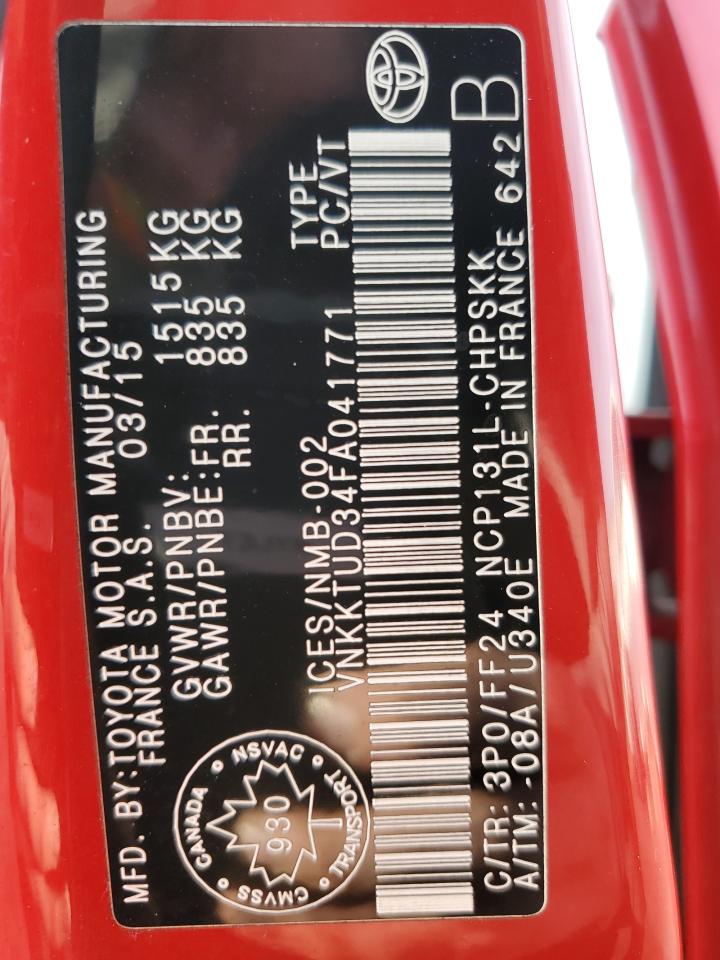 MFD. BY:TOYOTA MOTOR MANUFACTURING
FRANCE S.A.S. 03/15
GVWR/PNBV: 1515 KG
GAWR/PNBE:FR. 835 KG
RR. 835 KG
CANADA NSVAC
930
CMVSS TRANSPORT
ICES/NMB-002 TYPE
VNKKTUD34FA041771 PC/VT
C/TR: 3P0/FF24 NCP131L-CHPSKK
A/TM: -08A/U340E MADE IN FRANCE 642
B